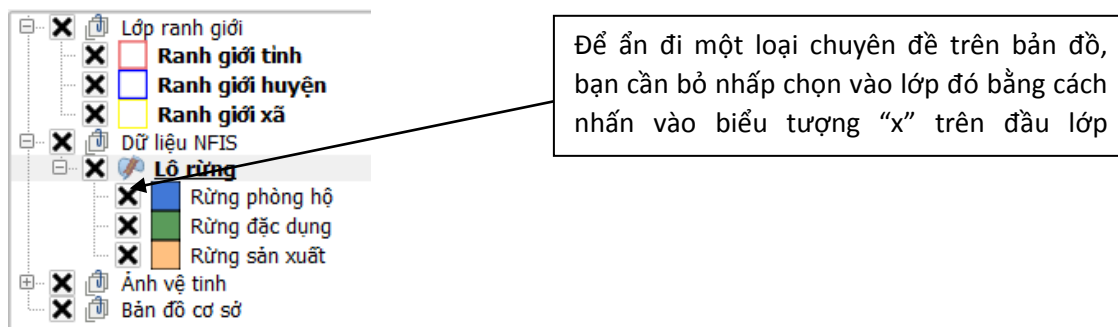 Lớp ranh giới
Ranh giới tỉnh
Ranh giới huyện
Ranh giới xã
Dữ liệu NFIS
Lô rừng
Rừng phòng hộ
Rừng đặc dụng
Rừng sản xuất
Ảnh vệ tinh
Bản đồ cơ sở
Để ẩn đi một loại chuyên đề trên bản đồ,
bạn cần bỏ nhấp chọn vào lớp đó bằng cách
nhấn vào biểu tượng “x” trên đầu lớp